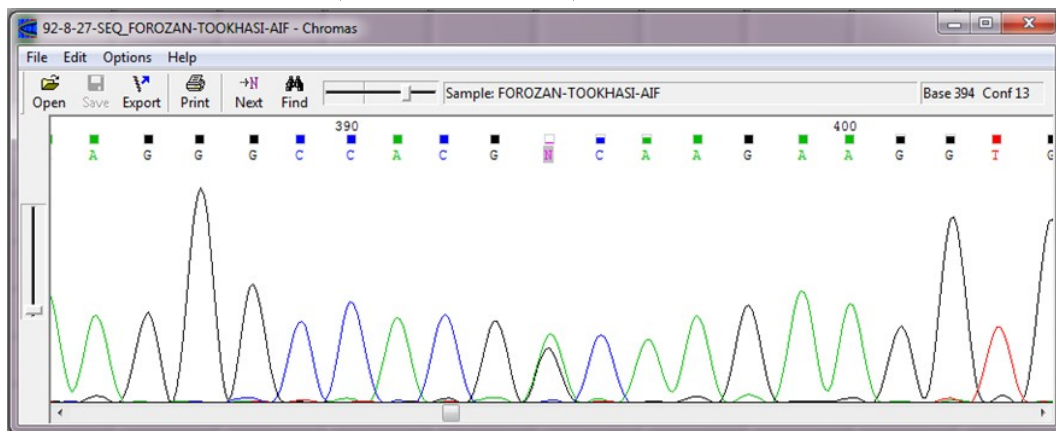 92-8-27-SEQ_FOROZAN-TOOKHASI-AIF - Chromas
File Edit Options Help
Open Save Export Print →N Next Find Sample: FOROZAN-TOOKHASI-AIF Base 394 Conf 13
390 400
A G G G C C A C G N C A A G A A G G T G